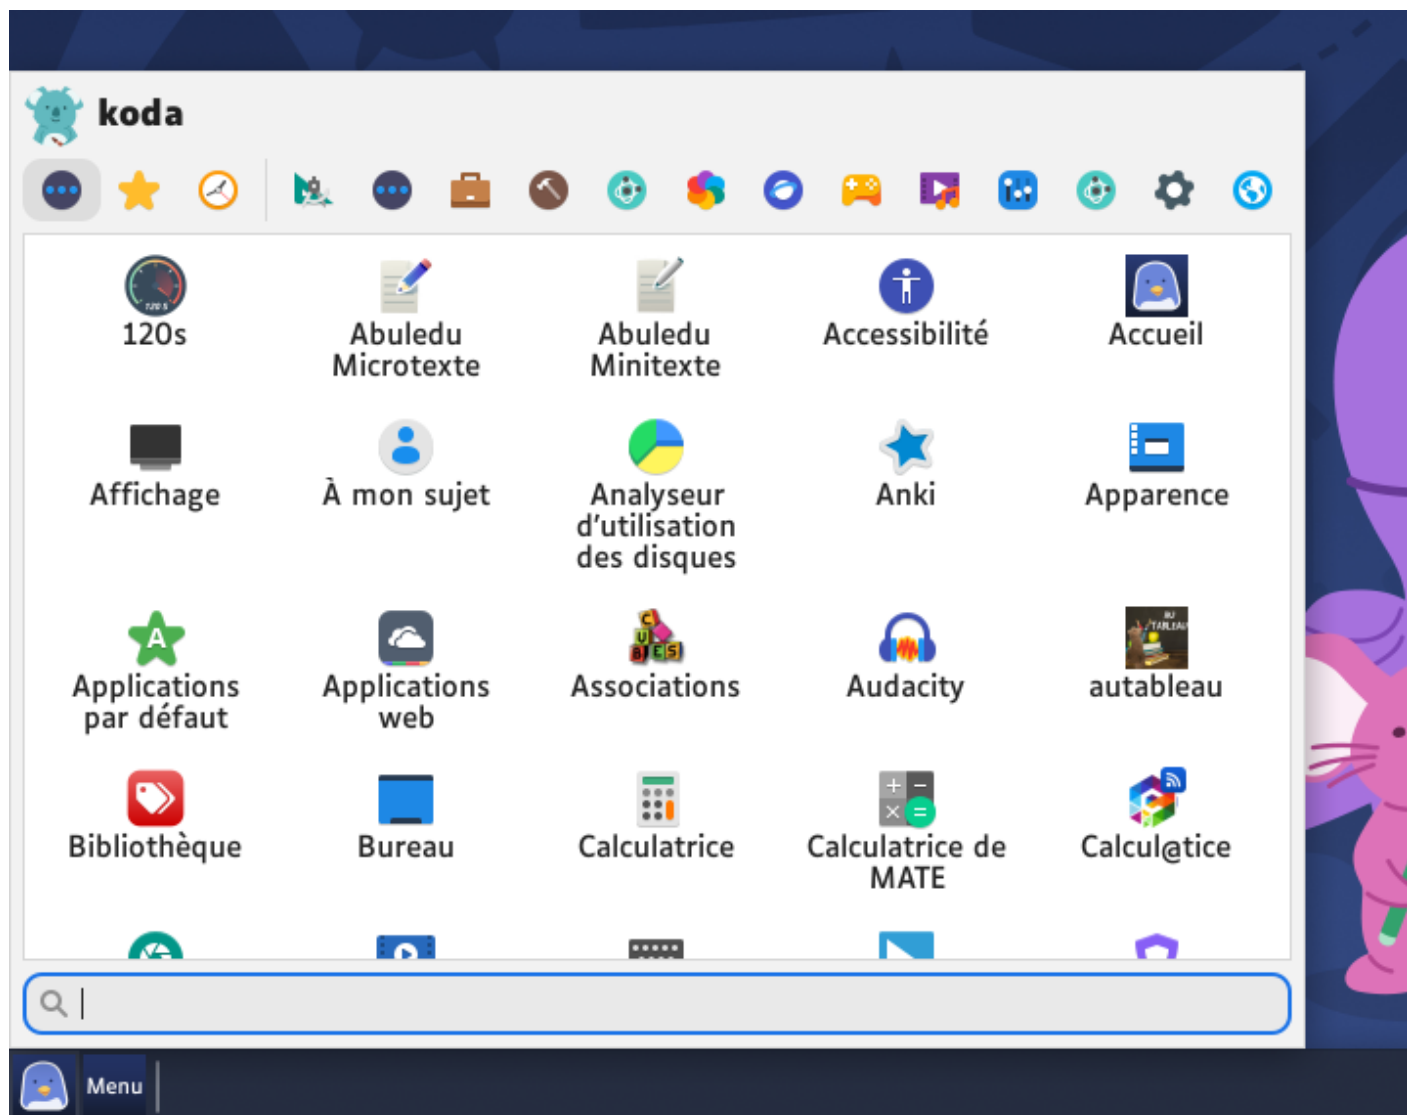 koda
120s
Abuledu
Microtexte
Abuledu
Minitexte
Accessibilité
Accueil
Affichage
À mon sujet
Analyseur
d'utilisation
des disques
Anki
Apparence
Applications
par défaut
Applications
web
Associations
Audacity
autableau
Bibliothèque
Bureau
Calculatrice
Calculatrice de
MATE
Calcul@tice
Menu